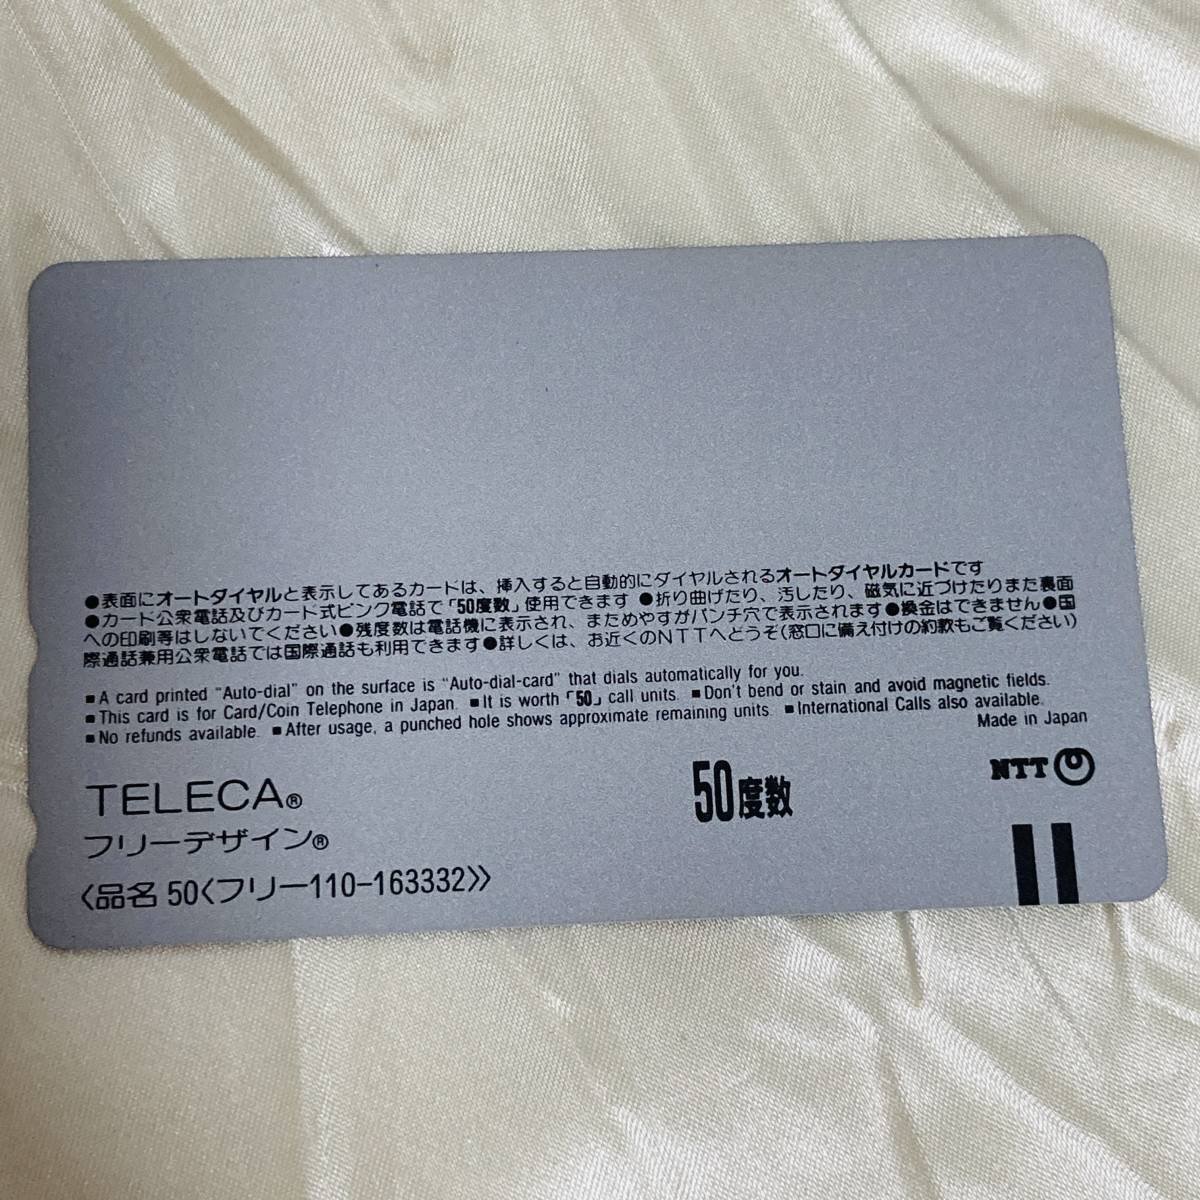 ●表面にオートダイヤルと表示してあるカードは、挿入すると自動的にダイヤルされるオートダイヤルカードです
●カード公衆電話及びカード式ピンク電話で「50度数」使用できます ●折り曲げたり、汚したり、磁気に近づけたりまた裏面
への印刷等はしないでください●残度数は電話機に表示され、まためやすがパンチ穴で表示されます●換金はできません●国
際通話兼用公衆電話では国際通話も利用できます●詳しくは、お近くのNTTへどうぞ(窓口に備え付けの約款もご覧ください)
■A card printed "Auto-dial" on the surface is "Auto-dial-card" that dials automatically for you.
■This card is for Card/Coin Telephone in Japan. ■It is worth「50」call units. ■Don't bend or stain and avoid magnetic fields.
■No refunds available. ■After usage, a punched hole shows approximate remaining units. ■International Calls also available.
Made in Japan
TELECA®
50度数
NTT
フリーデザイン®
〈品名 50〈フリー110-163332〉〉